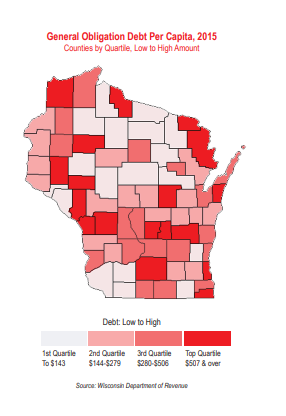 General Obligation Debt Per Capita, 2015
Counties by Quartile, Low to High Amount
Debt: Low to High
1st Quartile 2nd Quartile 3rd Quartile Top Quartile
To $143 $144-$279 $280-$506 $507 & over
Source: Wisconsin Department of Revenue